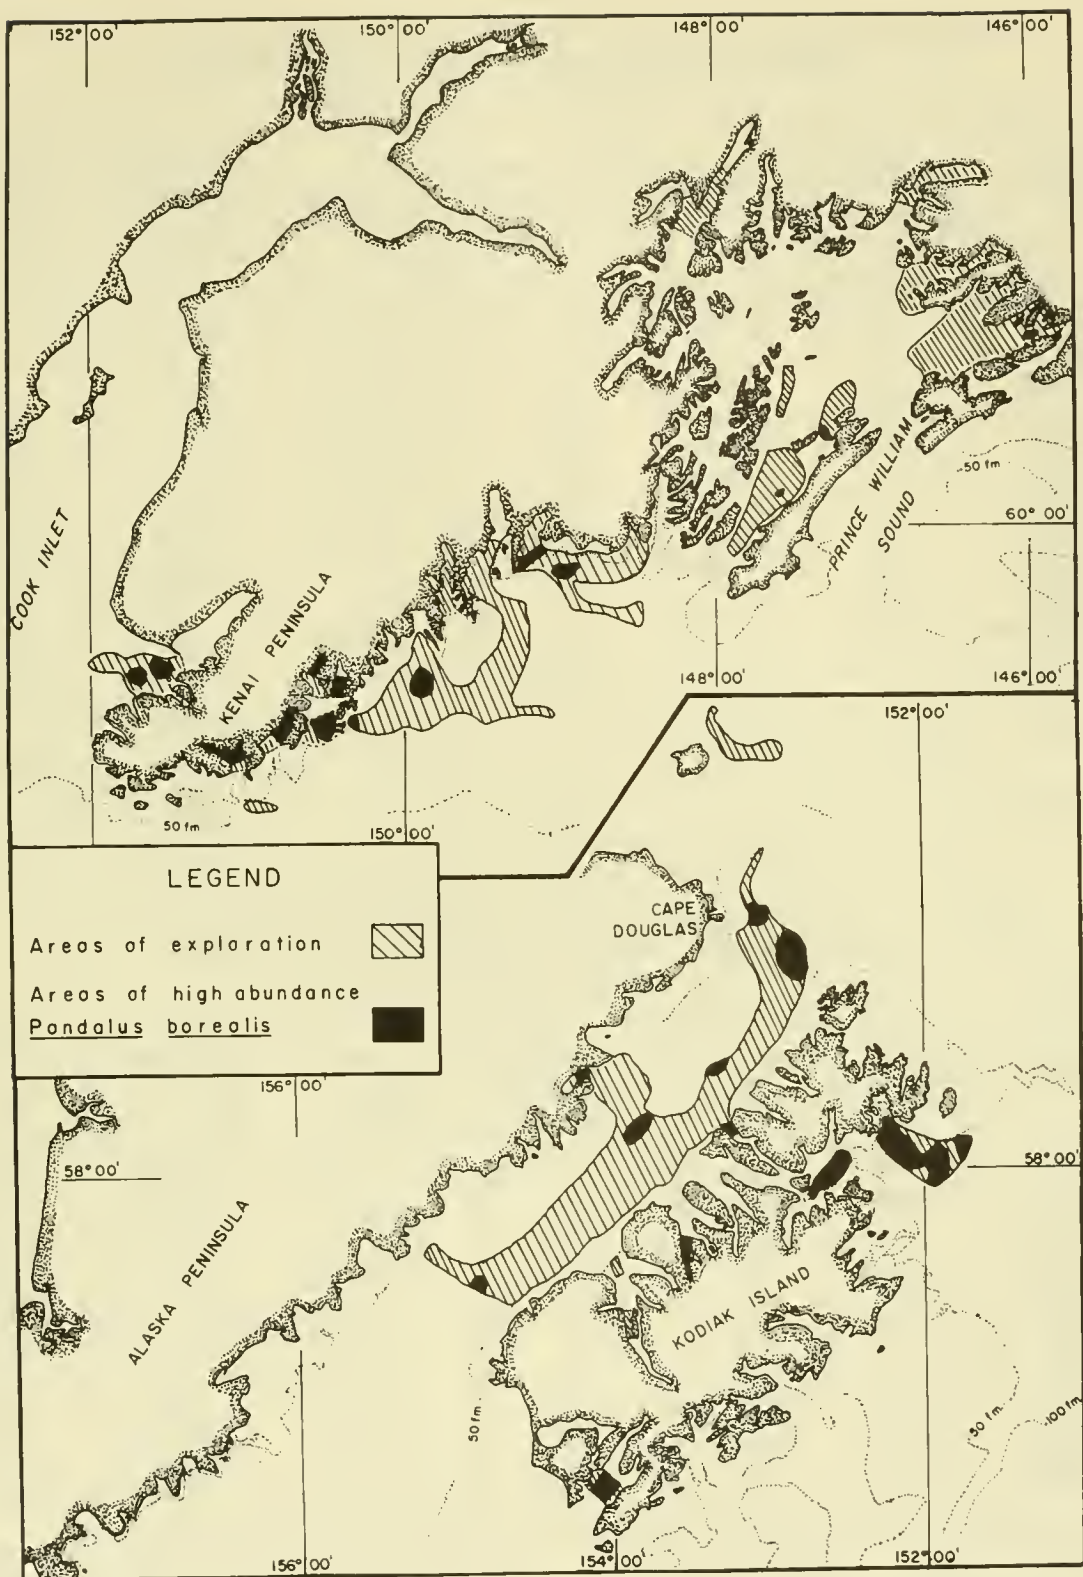 152°00'
150°00'
148°00'
146°00'
COOK INLET
KENAI PENINSULA
PRINCE WILLIAM
SOUND
50 fm
60° 00'
148°00'
146°00'
152°00'
50 fm
150°00'
LEGEND
Areas of exploration
Areas of high abundance
Pandalus borealis
CAPE
DOUGLAS
156°00'
58°00'
58°00'
ALASKA PENINSULA
KODIAK ISLAND
50 fm
50 fm.
100 fm.
156°00'
154°00'
152°00'